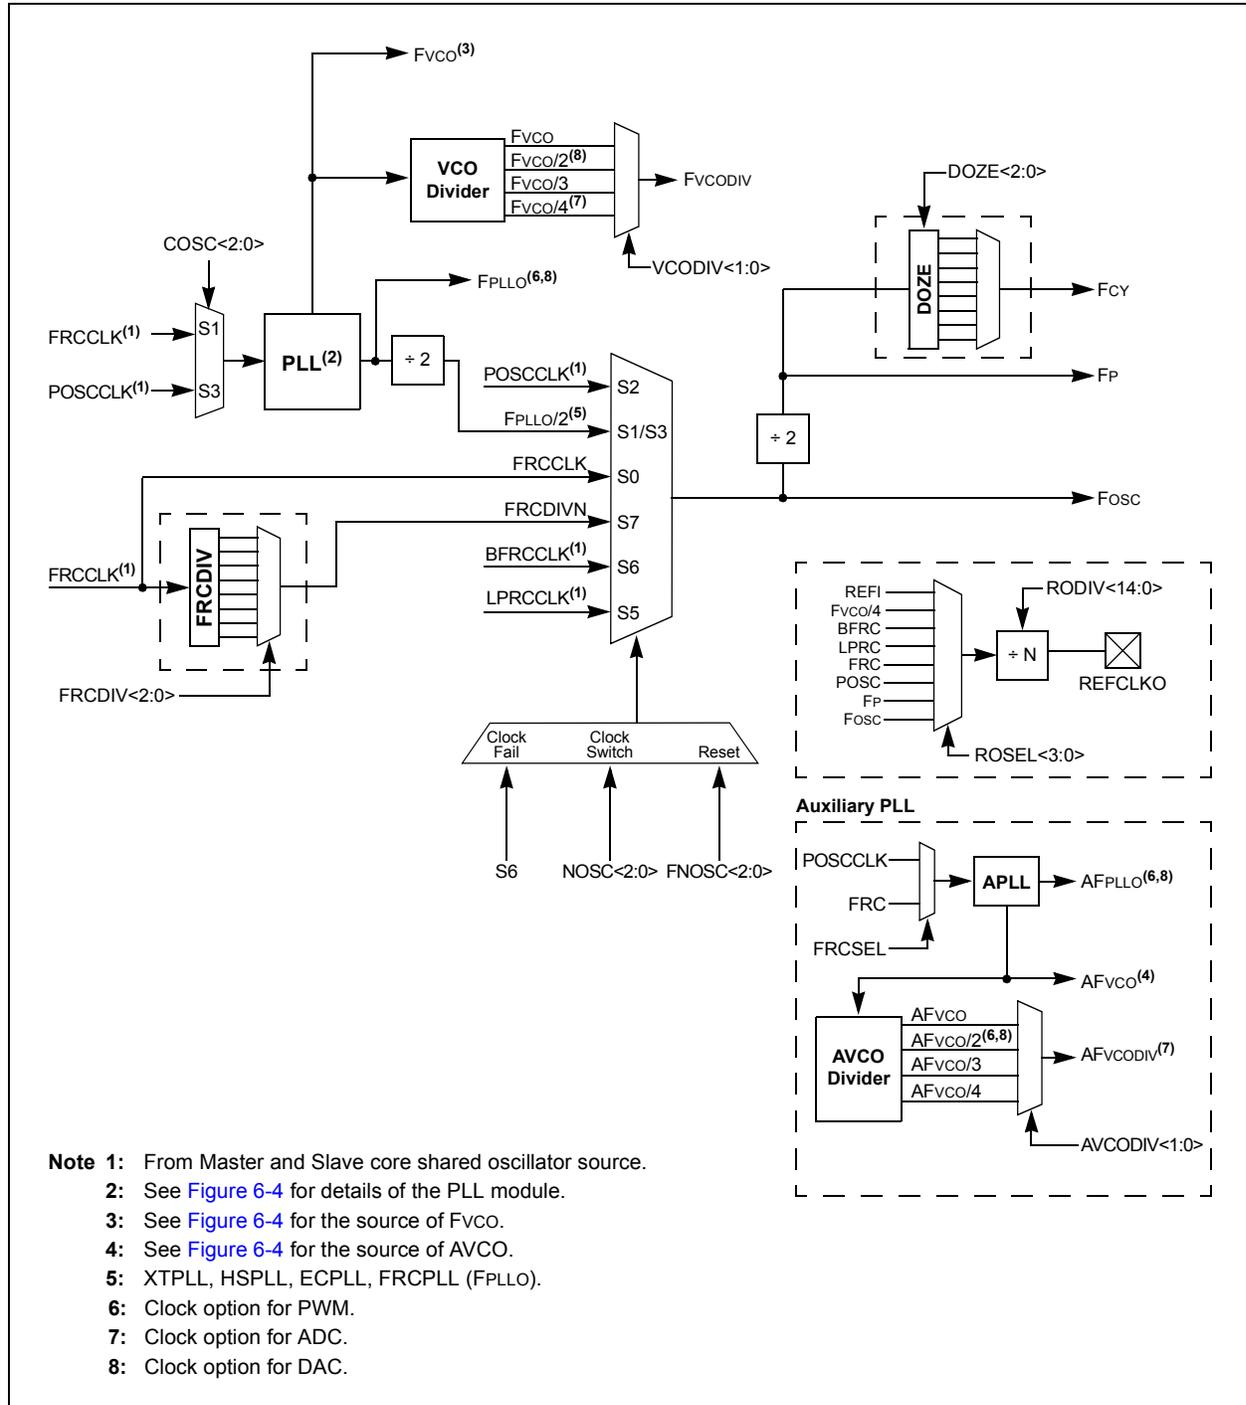 FVCO(3)
VCO
Divider
FVCO
FVCO/2(8)
FVCO/3
FVCO/4(7)
FVCODIV
VCODIV<1:0>
DOZE<2:0>
DOZE
FCY
FP
÷ 2
FOSC
COSC<2:0>
FRCCLK(1)
S1
POSCCLK(1)
S3
PLL(2)
FPLLO(6,8)
÷ 2
POSCCLK(1)
S2
FPLLO/2(5)
S1/S3
FRCCLK
S0
FRCDIVN
S7
BFRCCLK(1)
S6
LPRCCLK(1)
S5
FRCCLK(1)
FRCDIV
FRCDIV<2:0>
Clock
Fail
Clock
Switch
Reset
S6
NOSC<2:0>
FNOSC<2:0>
REFI
FVCO/4
BFRC
LPRC
FRC
POSC
FP
FOSC
RODIV<14:0>
÷ N
REFCLKO
ROSEL<3:0>
Auxiliary PLL
POSCCLK
FRC
FRCSEL
APLL
AFPLLO(6,8)
AFVCO(4)
AVCO
Divider
AFVCO
AFVCO/2(6,8)
AFVCO/3
AFVCO/4
AFVCODIV(7)
AVCODIV<1:0>
Note 1: From Master and Slave core shared oscillator source.
2: See Figure 6-4 for details of the PLL module.
3: See Figure 6-4 for the source of FVCO.
4: See Figure 6-4 for the source of AVCO.
5: XTPLL, HSPLL, ECPLL, FRCPLL (FPLLO).
6: Clock option for PWM.
7: Clock option for ADC.
8: Clock option for DAC.